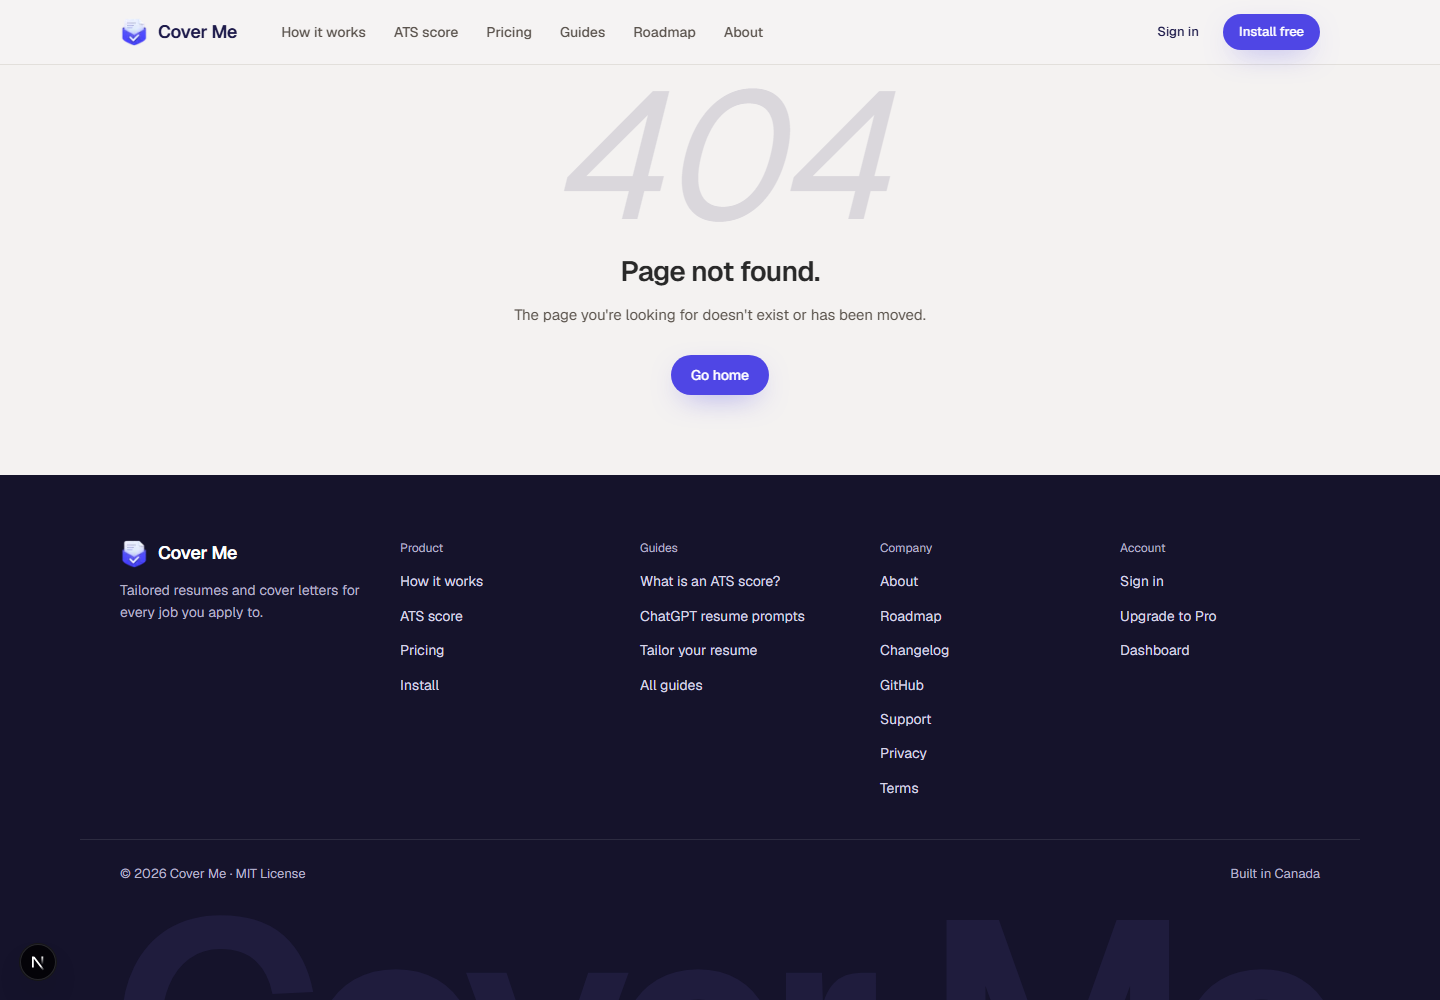 Cover Me
How it works
ATS score
Pricing
Guides
Roadmap
About
Sign in
Install free
404
Page not found.
The page you're looking for doesn't exist or has been moved.
Go home
Cover Me
Tailored resumes and cover letters for
every job you apply to.
Product
How it works
ATS score
Pricing
Install
Guides
What is an ATS score?
ChatGPT resume prompts
Tailor your resume
All guides
Company
About
Roadmap
Changelog
GitHub
Support
Privacy
Terms
Account
Sign in
Upgrade to Pro
Dashboard
© 2026 Cover Me · MIT License
Built in Canada
Cover Me
N